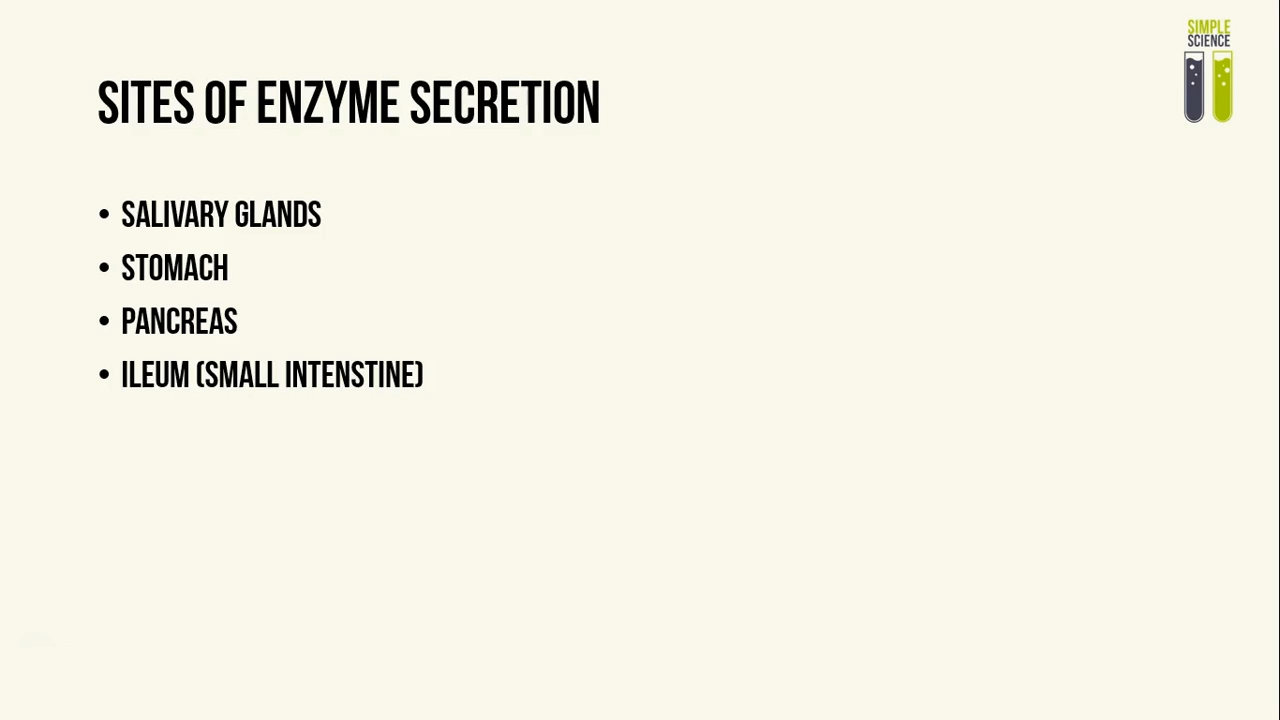 SIMPLE
SCIENCE
SITES OF ENZYME SECRETION
• SALIVARY GLANDS
• STOMACH
• PANCREAS
• ILEUM (SMALL INTENSTINE)